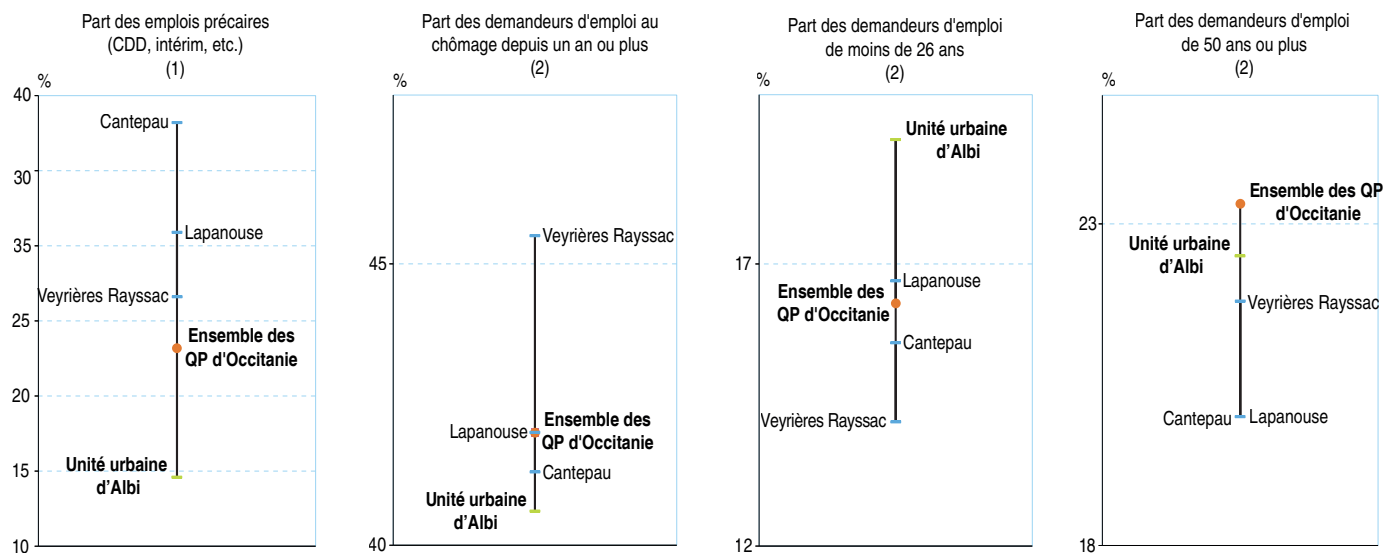 Part des emplois précaires
(CDD, intérim, etc.)
(1)
%
40
Cantepau
30
Lapanouse
35
Veyrières Rayssac
25
Ensemble des
QP d'Occitanie
20
Unité urbaine
d'Albi
15
10
Part des demandeurs d'emploi au
chômage depuis un an ou plus
(2)
%
Veyrières Rayssac
45
Lapanouse
Ensemble des
QP d'Occitanie
Cantepau
Unité urbaine
d'Albi
40
Part des demandeurs d'emploi
de moins de 26 ans
(2)
%
Unité urbaine
d'Albi
17
Lapanouse
Ensemble des
QP d'Occitanie
Cantepau
Veyrières Rayssac
12
Part des demandeurs d'emploi
de 50 ans ou plus
(2)
%
Ensemble des QP
d'Occitanie
23
Unité urbaine
d'Albi
Veyrières Rayssac
Cantepau
Lapanouse
18